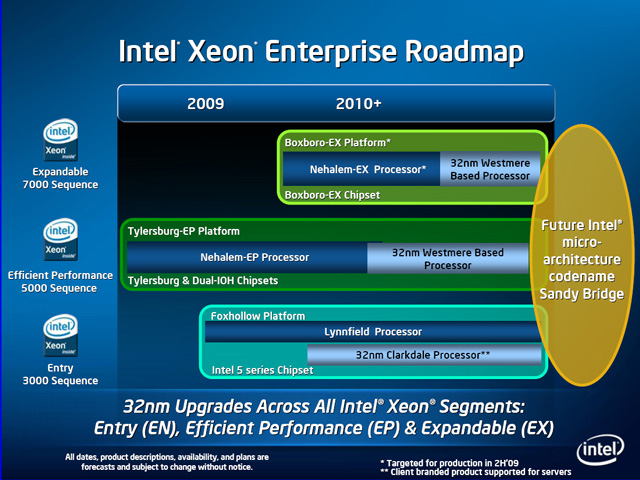 Intel® Xeon® Enterprise Roadmap
2009
2010+
intel
Xeon
inside™
Expandable
7000 Sequence
Boxboro-EX Platform*
Nehalem-EX Processor*
32nm Westmere
Based Processor
Boxboro-EX Chipset
intel
Xeon
inside™
Efficient Performance
5000 Sequence
Tylersburg-EP Platform
Nehalem-EP Processor
32nm Westmere Based
Processor
Tylersburg & Dual-IOH Chipsets
intel
Xeon
inside™
Entry
3000 Sequence
Foxhollow Platform
Lynnfield Processor
32nm Clarkdale Processor**
Intel 5 series Chipset
Future Intel®
micro-
architecture
codename
Sandy Bridge
32nm Upgrades Across All Intel® Xeon® Segments:
Entry (EN), Efficient Performance (EP) & Expandable (EX)
All dates, product descriptions, availability, and plans are
forecasts and subject to change without notice.
* Targeted for production in 2H'09
** Client branded product supported for servers
intel®